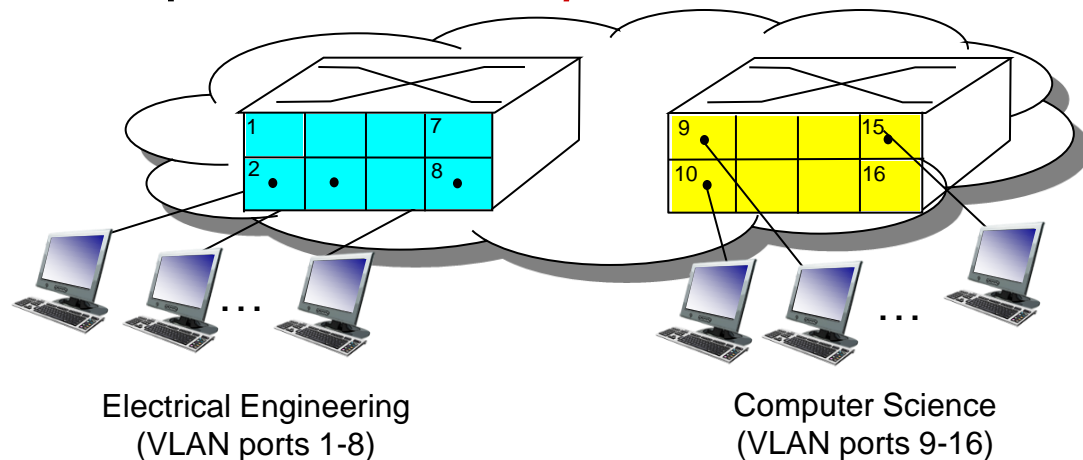 1
7
2
8
9
15
10
16
...
...
Electrical Engineering
(VLAN ports 1-8)
Computer Science
(VLAN ports 9-16)